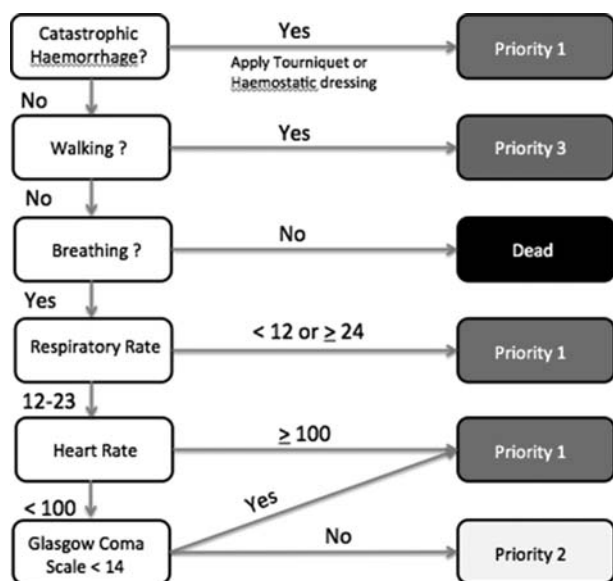 Catastrophic
Haemorrhage?
Yes
Apply Tourniquet or
Haemostatic dressing
Priority 1
No
Walking ?
Yes
Priority 3
No
Breathing ?
No
Dead
Yes
Respiratory Rate
< 12 or ≥ 24
Priority 1
12-23
Heart Rate
≥ 100
Priority 1
< 100
Yes
Glasgow Coma
Scale < 14
No
Priority 2